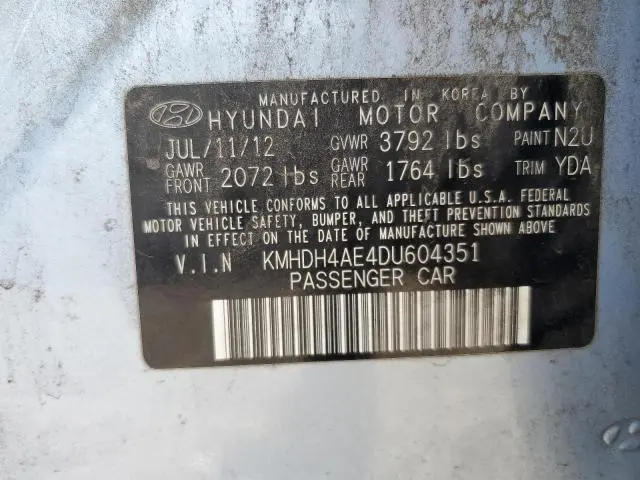 MANUFACTURED IN KOREA BY
HYUNDAI MOTOR COMPANY
JUL/11/12 GVWR 3792 lbs PAINT N2U
GAWR FRONT 2072 lbs GAWR REAR 1764 lbs TRIM YDA
THIS VEHICLE CONFORMS TO ALL APPLICABLE U.S.A. FEDERAL
MOTOR VEHICLE SAFETY, BUMPER, AND THEFT PREVENTION STANDARDS
IN EFFECT ON THE DATE OF MANUFACTURE SHOWN ABOVE.
V.I.N KMHDH4AE4DU604351
PASSENGER CAR